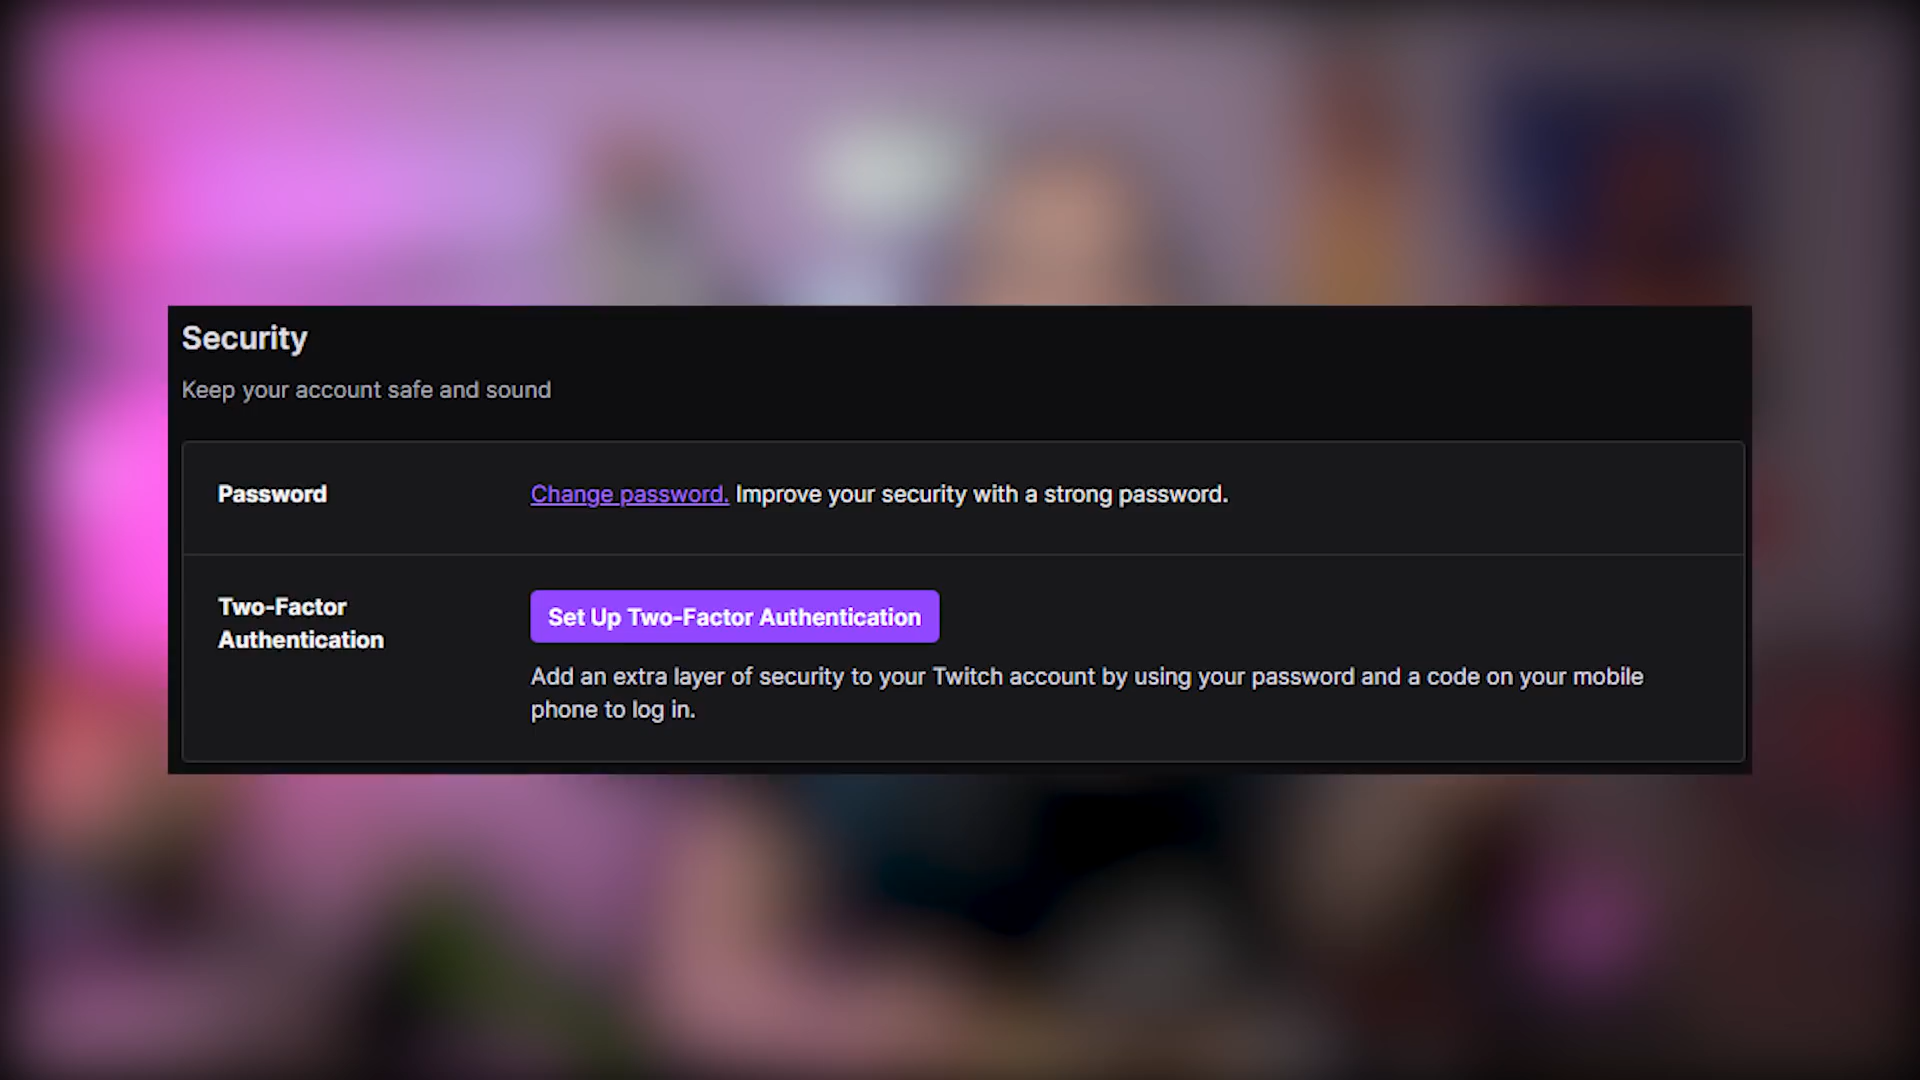 Security
Keep your account safe and sound
Password
Change password. Improve your security with a strong password.
Two-Factor
Authentication
Set Up Two-Factor Authentication
Add an extra layer of security to your Twitch account by using your password and a code on your mobile
phone to log in.